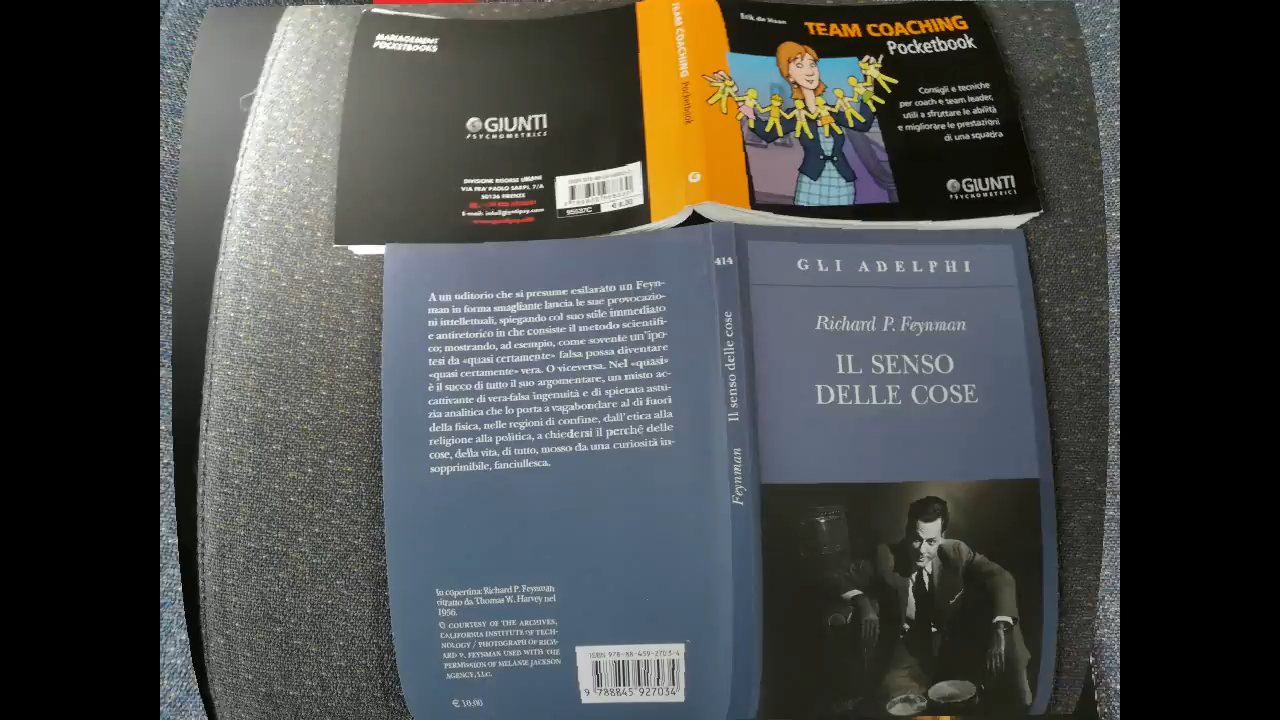 MANAGEMENT
POCKETBOOKS
GIUNTI
PSYCHOMETRICS
DIVISIONE RISORSE UMANE
VIA FRA' PAOLO SARPI, 7/A
50136 FIRENZE
E-mail: info@giuntipsy.com
95537C
TEAM COACHING Pocketbook
G
Erik de Haan
TEAM COACHING
Pocketbook
Consigli e tecniche
per coach e team leader,
utili a sfruttare le abilità
e migliorare le prestazioni
di una squadra
GIUNTI
PSYCHOMETRICS
A un uditorio che si presume esilarato un Feyn-
man in forma smagliante lancia le sue provocazio-
ni intellettuali, spiegando col suo stile immediato
e antiretorico in che consiste il metodo scientifi-
co; mostrando, ad esempio, come sovente un'ipo-
tesi da «quasi certamente» falsa possa diventare
«quasi certamente» vera. O viceversa. Nel «quasi»
è il succo di tutto il suo argomentare, un misto ac-
cattivante di vera-falsa ingenuità e di spietata astu-
zia analitica che lo porta a vagabondare al di fuori
della fisica, nelle regioni di confine, dall'etica alla
religione alla politica, a chiedersi il perché delle
cose, della vita, di tutto, mosso da una curiosità in-
sopprimibile, fanciullesca.
In copertina: Richard P. Feynman
ritratto da Thomas W. Harvey nel
1956.
© COURTESY OF THE ARCHIVES,
CALIFORNIA INSTITUTE OF TECH-
NOLOGY / PHOTOGRAPH OF RICH-
ARD P. FEYNMAN USED WITH THE
PERMISSION OF MELANIE JACKSON
AGENCY, LLC.
€ 10,00
ISBN 978-88-459-2703-4
9 788845 927034
414
Feynman Il senso delle cose
GLI ADELPHI
Richard P. Feynman
IL SENSO
DELLE COSE